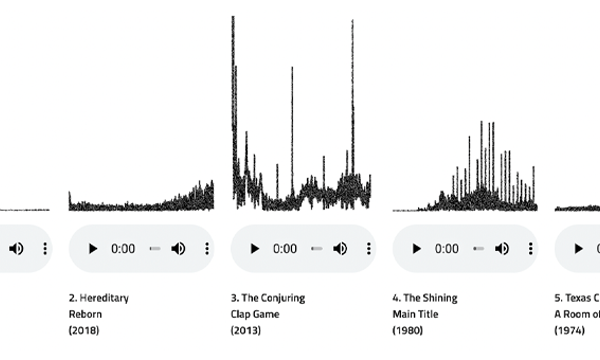 0:00
0:00
0:00
2. Hereditary
Reborn
(2018)
3. The Conjuring
Clap Game
(2013)
4. The Shining
Main Title
(1980)
5. Texas
A Room of
(1974)